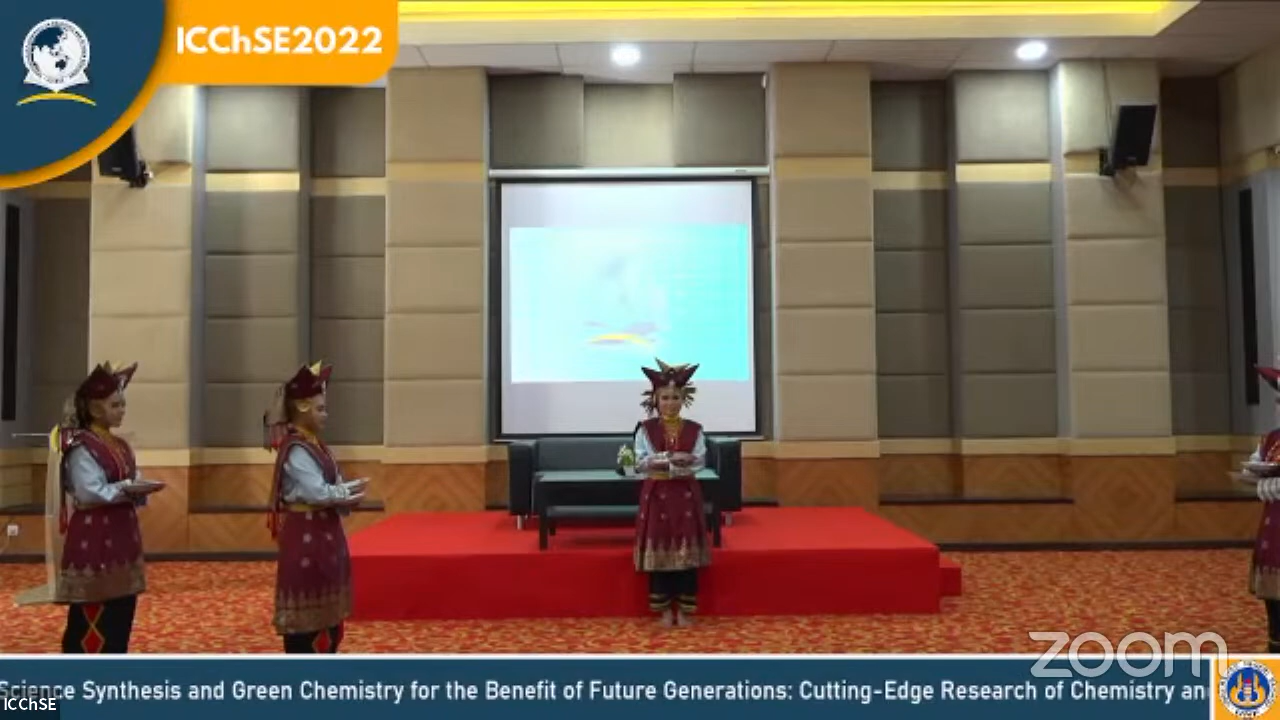 ICChSE2022
zoom
Science Synthesis and Green Chemistry for the Benefit of Future Generations: Cutting-Edge Research of Chemistry an
ICChSE